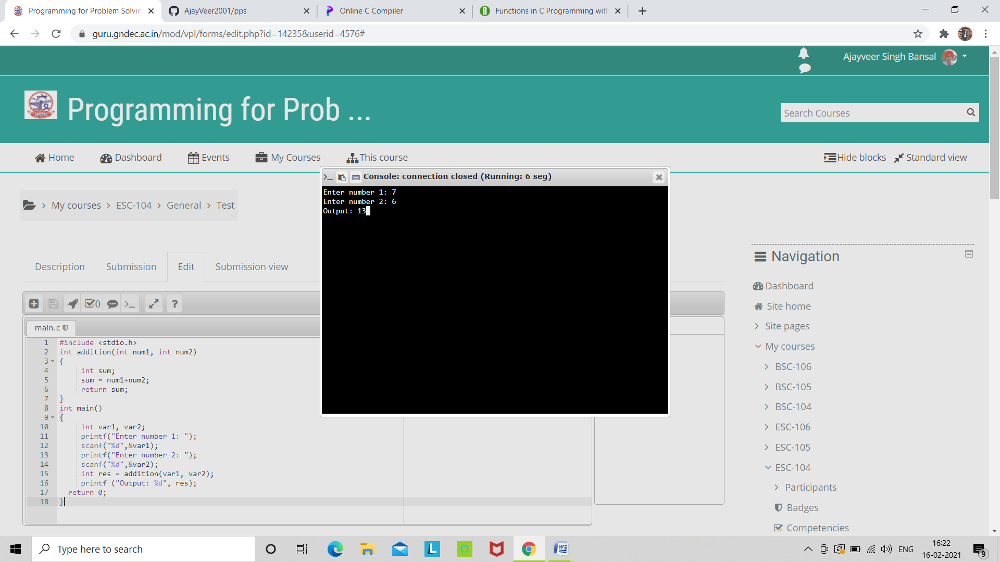 Programming for Problem Solvin
AjayVeer2001/pps
Online C Compiler
Functions in C Programming with
guru.gndec.ac.in/mod/vpl/forms/edit.php?id=14235&userid=4576#
Ajayveer Singh Bansal
Programming for Prob ...
Search Courses
Home
Dashboard
Events
My Courses
This course
Hide blocks
Standard view
My courses > ESC-104 > General > Test
Console: connection closed (Running: 6 seg)
Enter number 1: 7
Enter number 2: 6
Output: 13
Description
Submission
Edit
Submission view
0
?
main.c
1 #include <stdio.h>
2 int addition(int num1, int num2)
3 {
4 int sum;
5 sum = num1+num2;
6 return sum;
7 }
8 int main()
9 {
10 int var1, var2;
11 printf("Enter number 1: ");
12 scanf("%d",&var1);
13 printf("Enter number 2: ");
14 scanf("%d",&var2);
15 int res = addition(var1, var2);
16 printf ("Output: %d", res);
17 return 0;
18 }
Navigation
Dashboard
Site home
Site pages
My courses
BSC-106
BSC-105
BSC-104
ESC-106
ESC-105
ESC-104
Participants
Badges
Competencies
Type here to search
ENG
16:22
16-02-2021
9